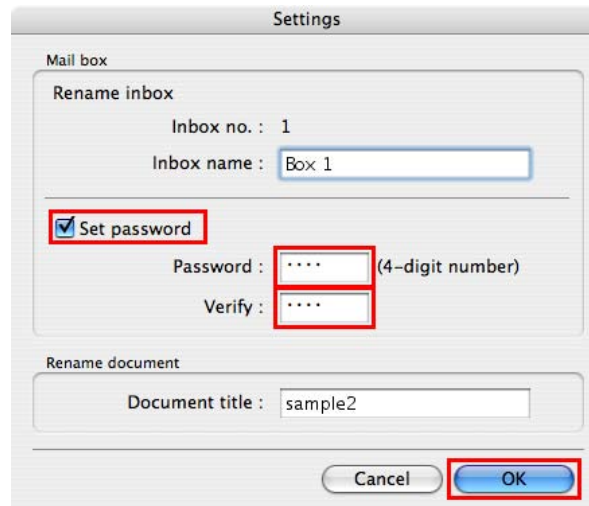 Settings
Mail box
Rename inbox
Inbox no. : 1
Inbox name : Box 1
Set password
Password : •••• (4-digit number)
Verify : ••••
Rename document
Document title : sample2
Cancel OK